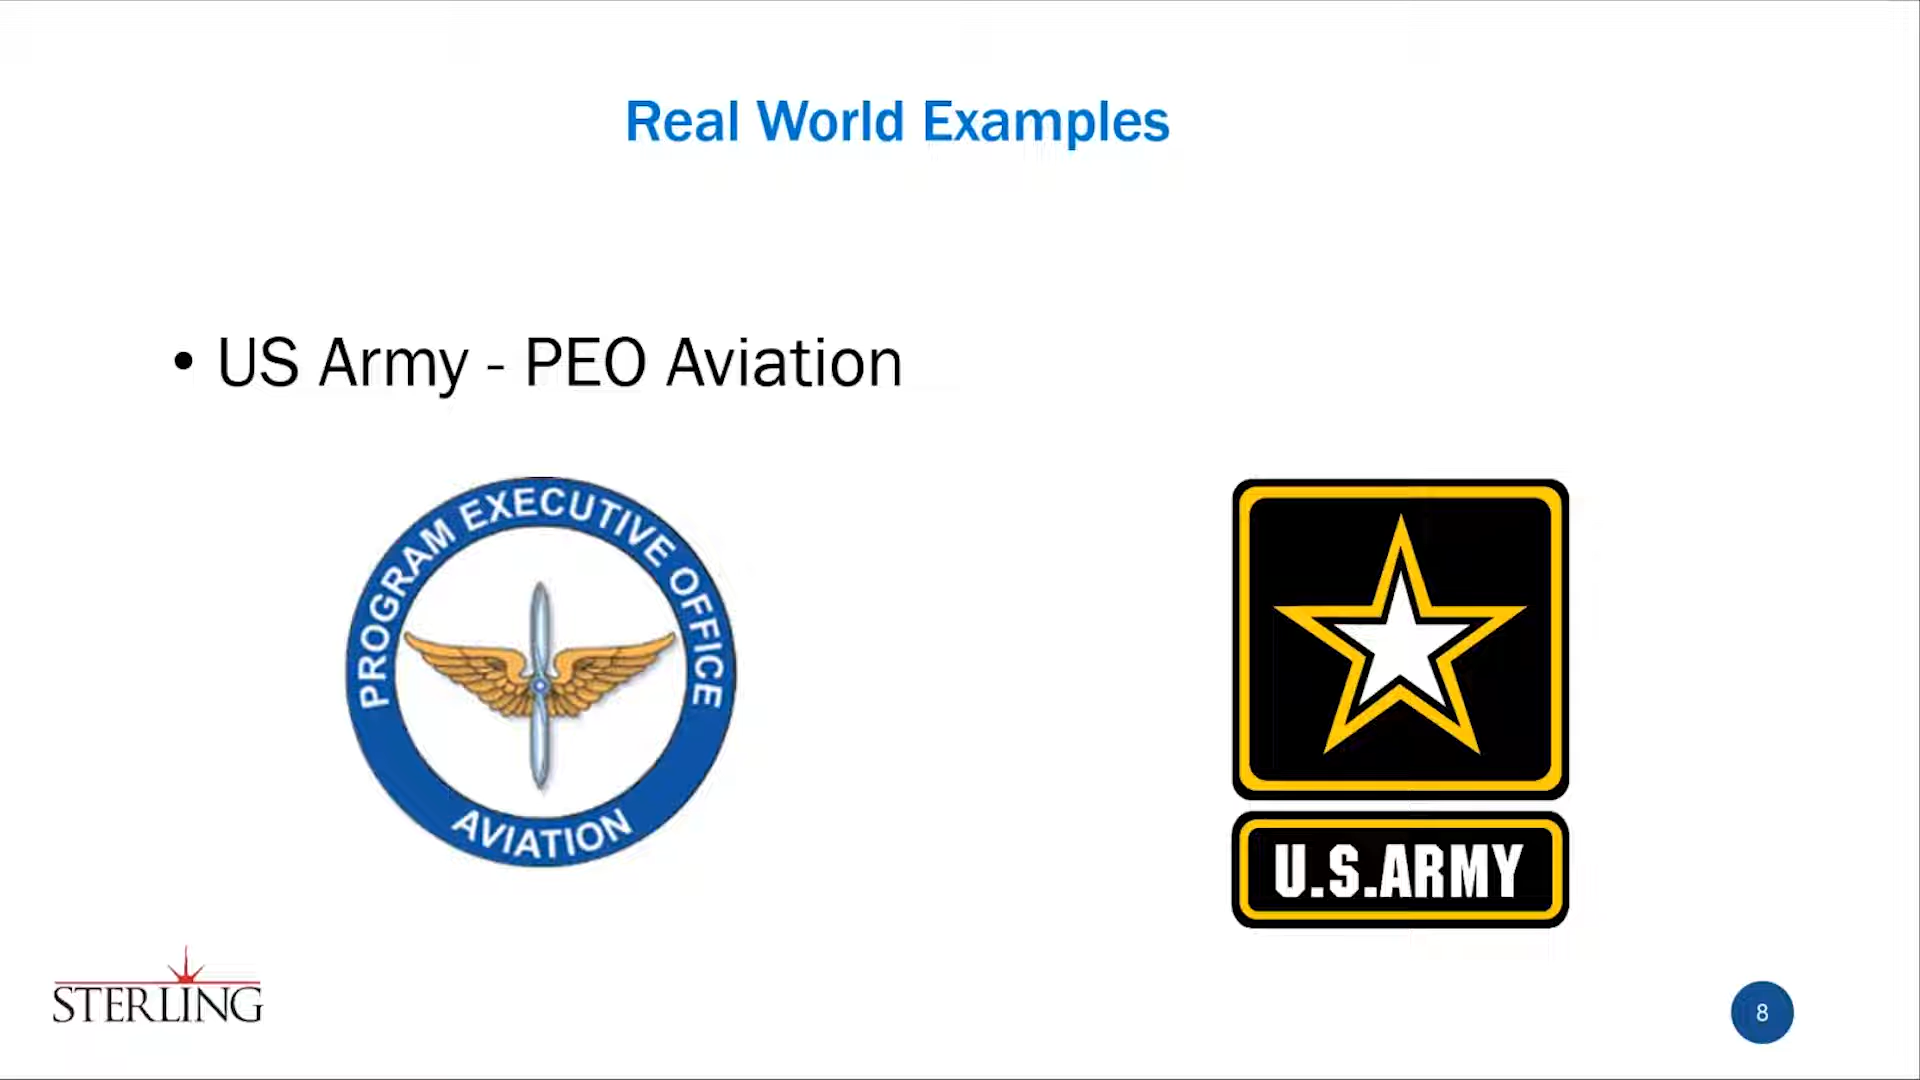 Real World Examples
• US Army - PEO Aviation
PROGRAM EXECUTIVE OFFICE
AVIATION
U.S.ARMY
STERLING
8